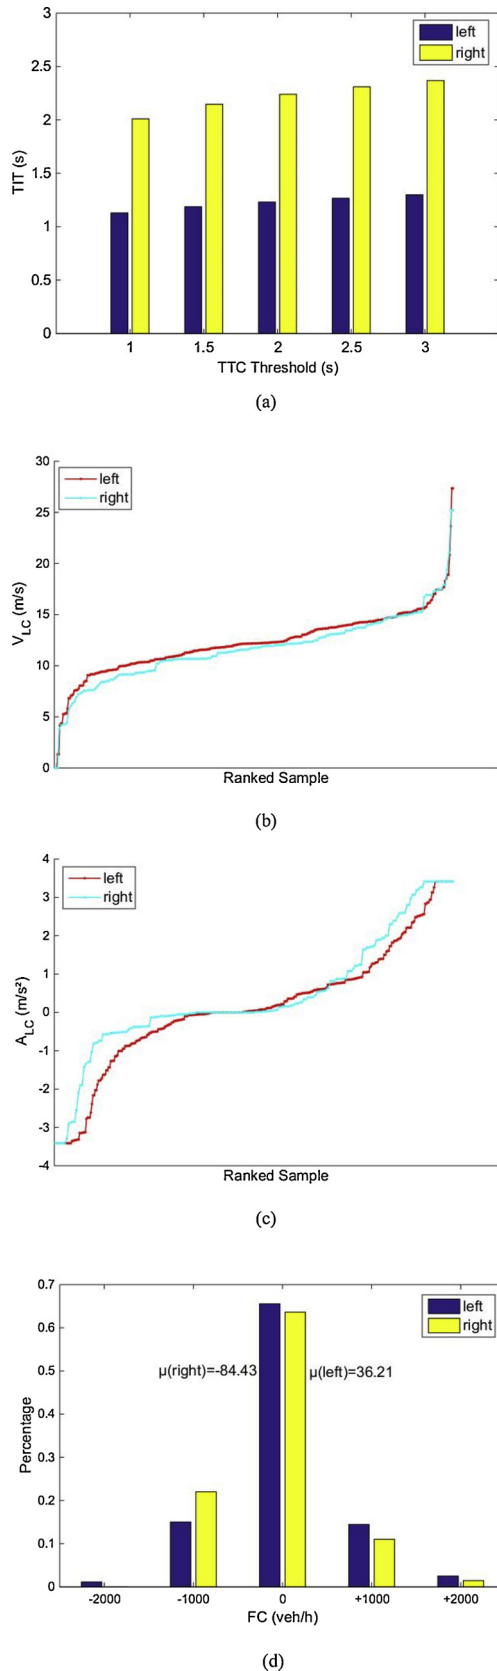 3
2.5
2
1.5
1
0.5
0
TIT (s)
left
right
1 1.5 2 2.5 3
TTC Threshold (s)
(a)
30
25
20
15
10
5
0
V_LC (m/s)
left
right
Ranked Sample
(b)
4
3
2
1
0
-1
-2
-3
-4
A_LC (m/s²)
left
right
Ranked Sample
(c)
0.7
0.6
0.5
0.4
0.3
0.2
0.1
0
Percentage
left
right
μ(right)=-84.43 μ(left)=36.21
-2000 -1000 0 +1000 +2000
FC (veh/h)
(d)